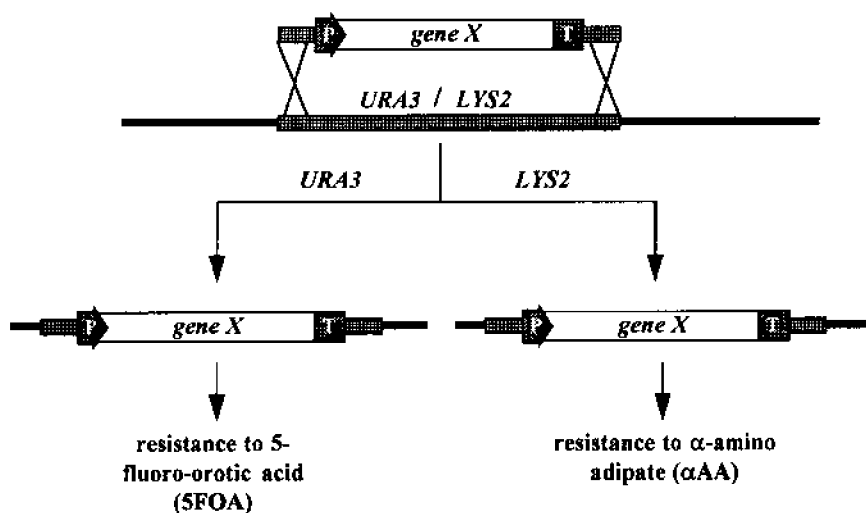 P gene X T
URA3 / LYS2
URA3 LYS2
P gene X T P gene X T
resistance to 5-
fluoro-orotic acid
(5FOA)
resistance to α-amino
adipate (αAA)